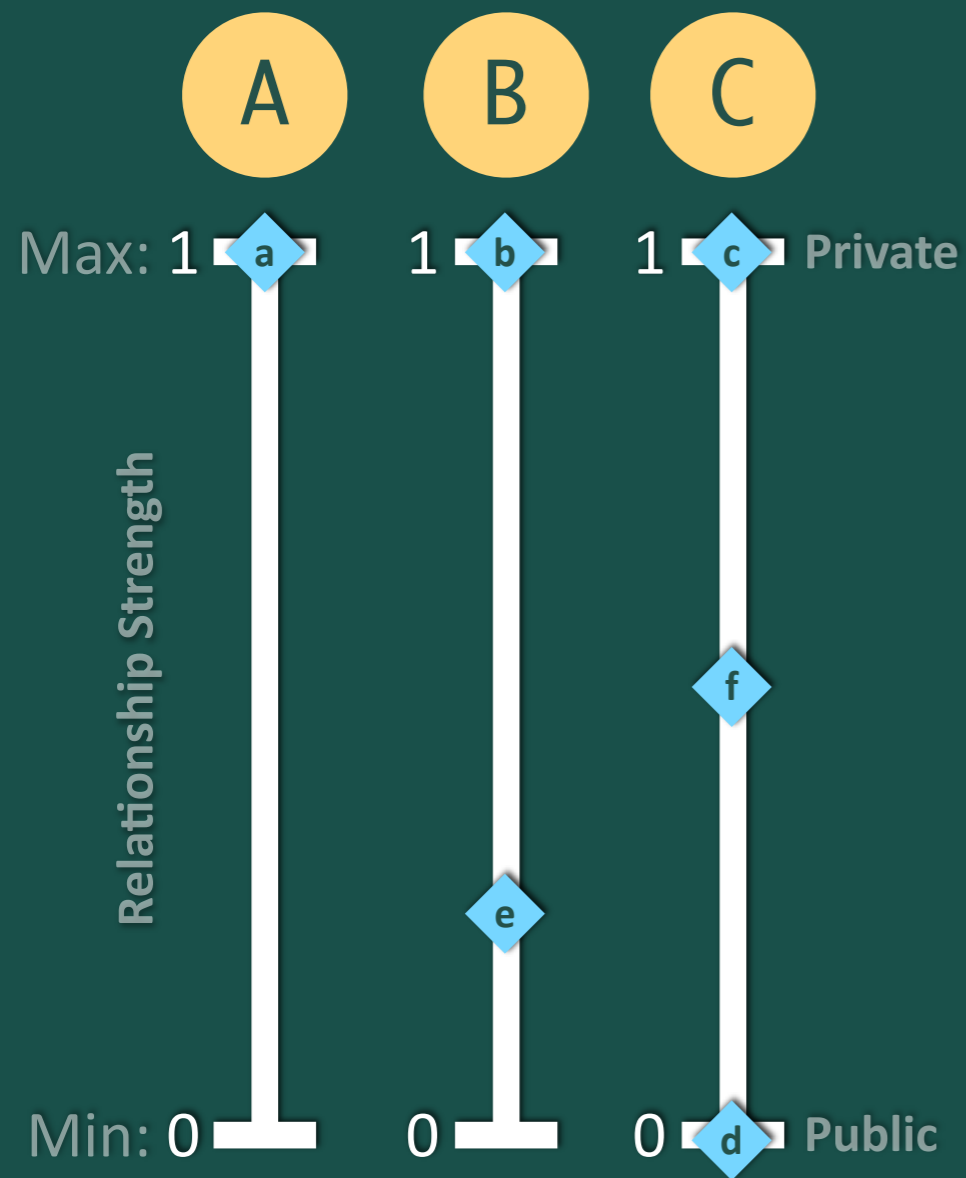 A B C
Max: 1 a 1 b 1 c Private
Relationship Strength
f
e
Min: 0 0 0 d Public